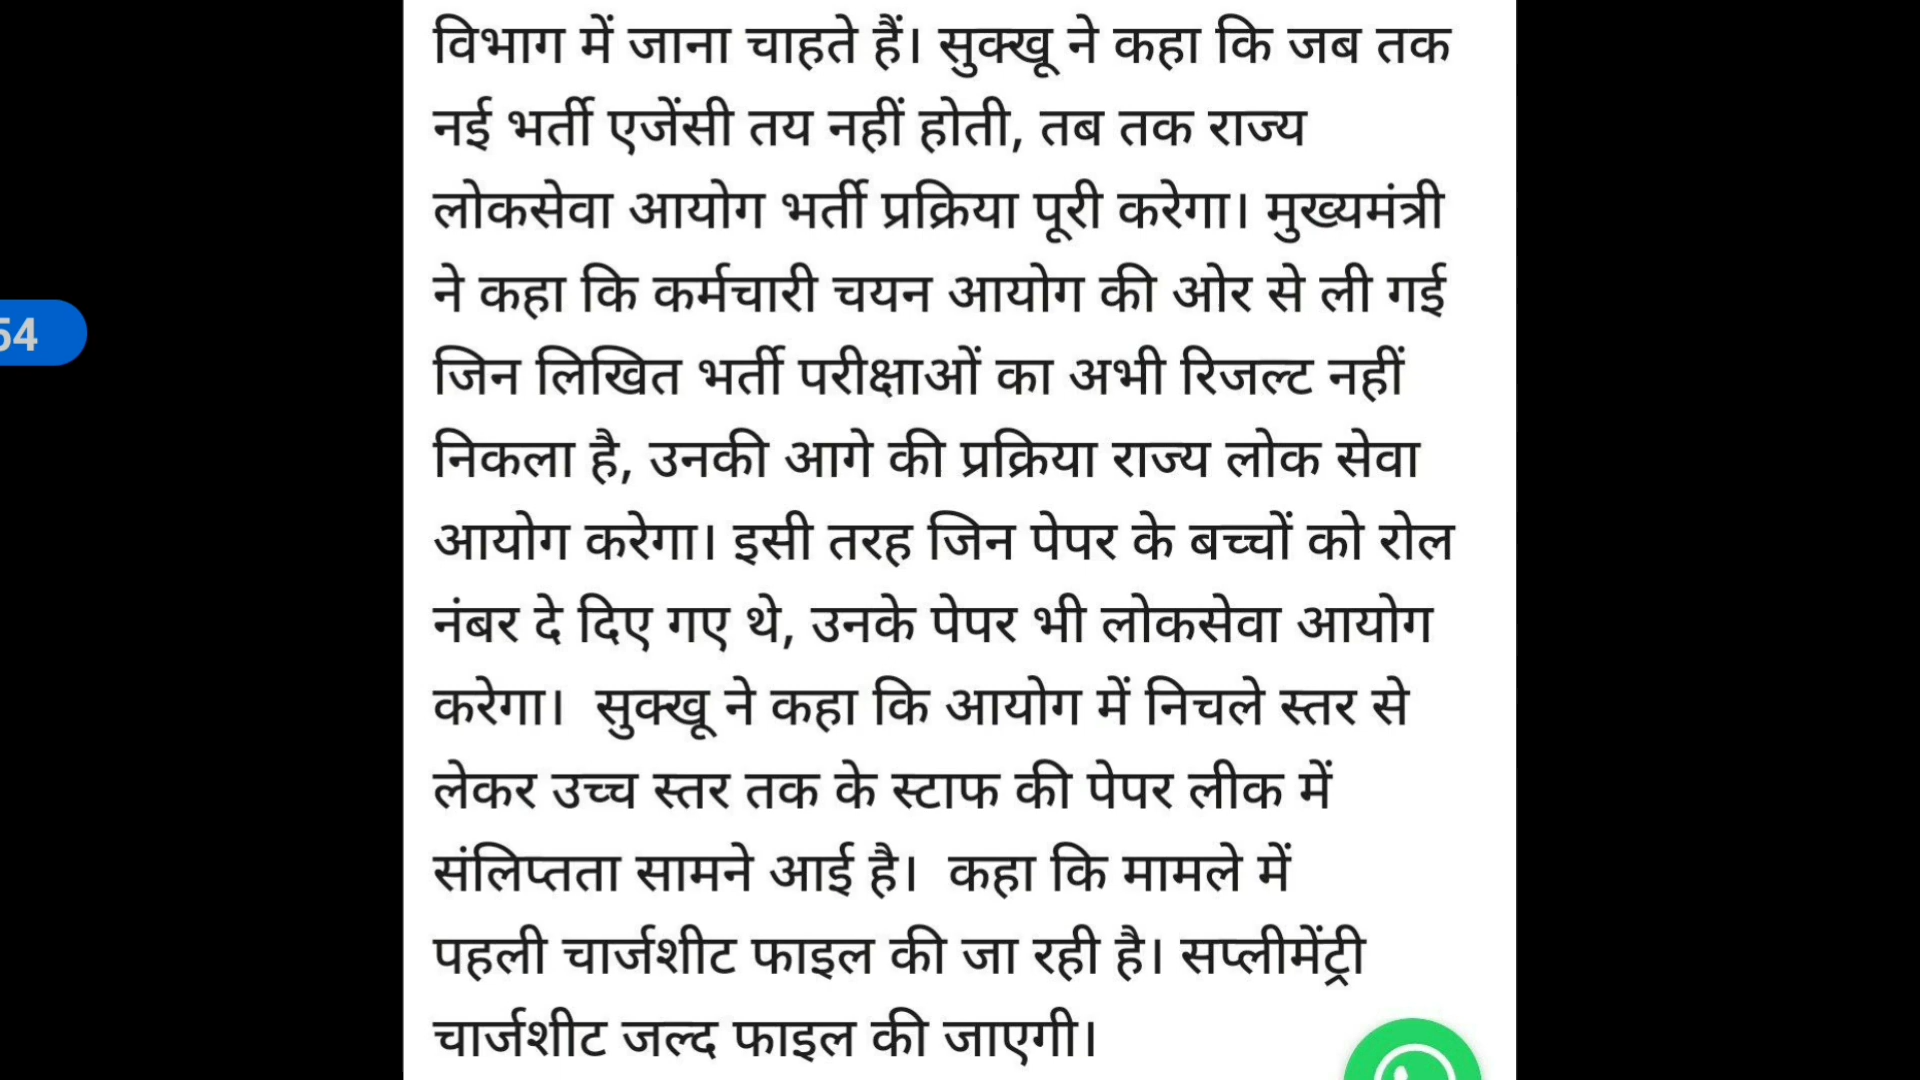 विभाग में जाना चाहते हैं। सुक्खू ने कहा कि जब तक
नई भर्ती एजेंसी तय नहीं होती, तब तक राज्य
लोकसेवा आयोग भर्ती प्रक्रिया पूरी करेगा। मुख्यमंत्री
ने कहा कि कर्मचारी चयन आयोग की ओर से ली गई
54
जिन लिखित भर्ती परीक्षाओं का अभी रिजल्ट नहीं
निकला है, उनकी आगे की प्रक्रिया राज्य लोक सेवा
आयोग करेगा। इसी तरह जिन पेपर के बच्चों को रोल
नंबर दे दिए गए थे, उनके पेपर भी लोकसेवा आयोग
करेगा। सुक्खू ने कहा कि आयोग में निचले स्तर से
लेकर उच्च स्तर तक के स्टाफ की पेपर लीक में
संलिप्तता सामने आई है। कहा कि मामले में
पहली चार्जशीट फाइल की जा रही है। सप्लीमेंट्री
चार्जशीट जल्द फाइल की जाएगी।